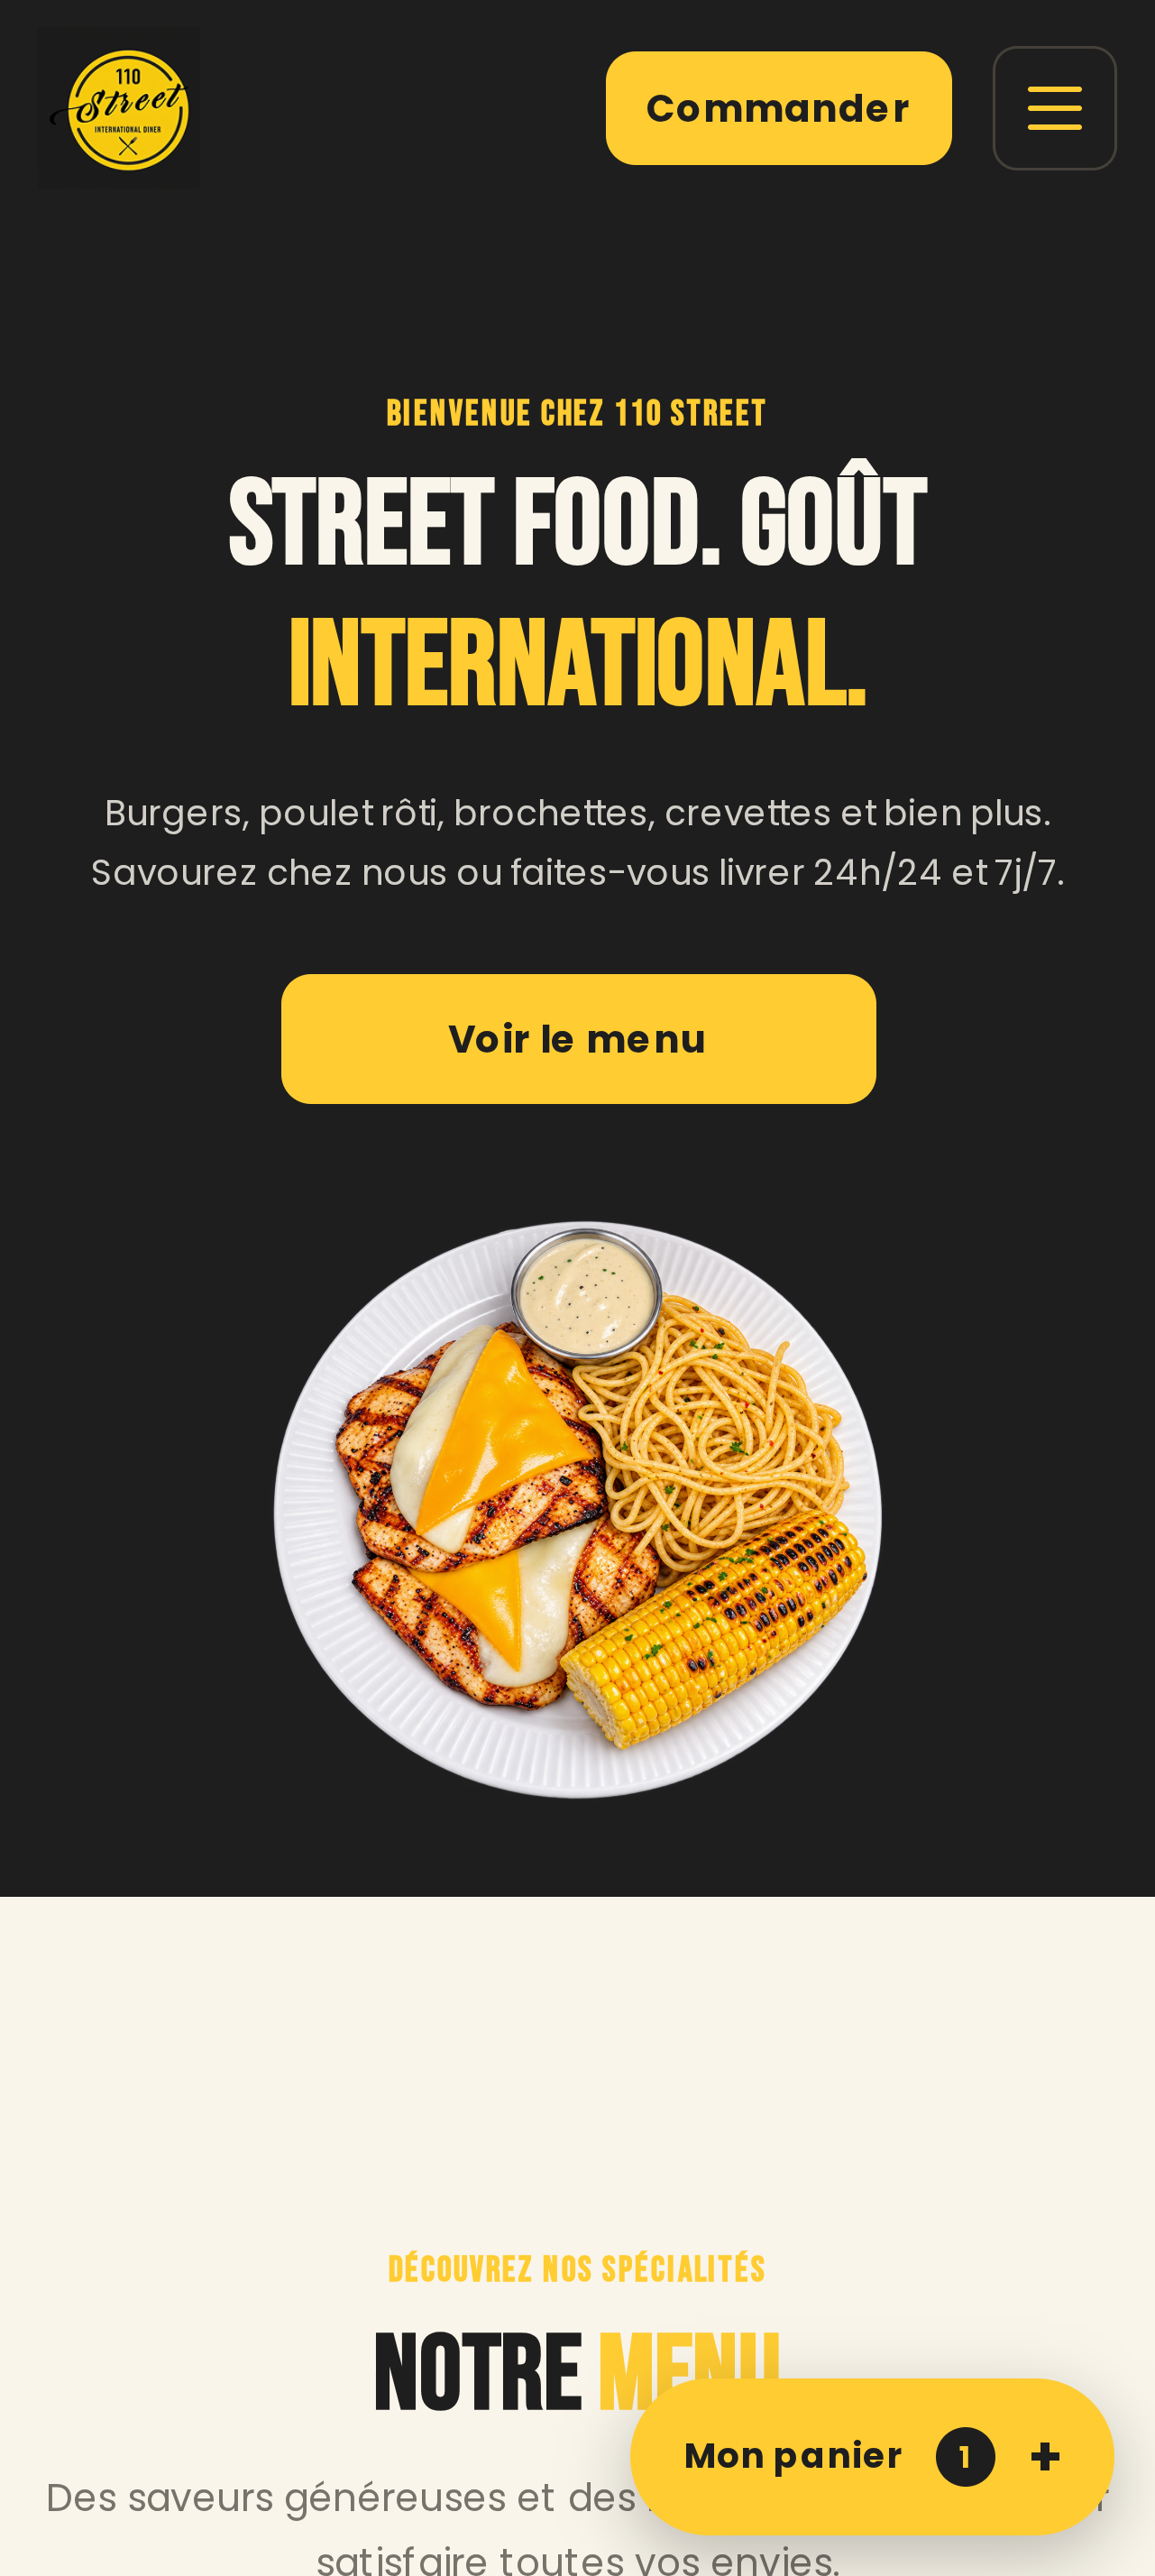 110
Street
INTERNATIONAL DINER
Commander
BIENVENUE CHEZ 110 STREET
STREET FOOD. GOÛT
INTERNATIONAL.
Burgers, poulet rôti, brochettes, crevettes et bien plus.
Savourez chez nous ou faites-vous livrer 24h/24 et 7j/7.
Voir le menu
DÉCOUVREZ NOS SPÉCIALITÉS
NOTRE MENU
Des saveurs généreuses et des
satisfaire toutes vos envies.
Mon panier 1 +